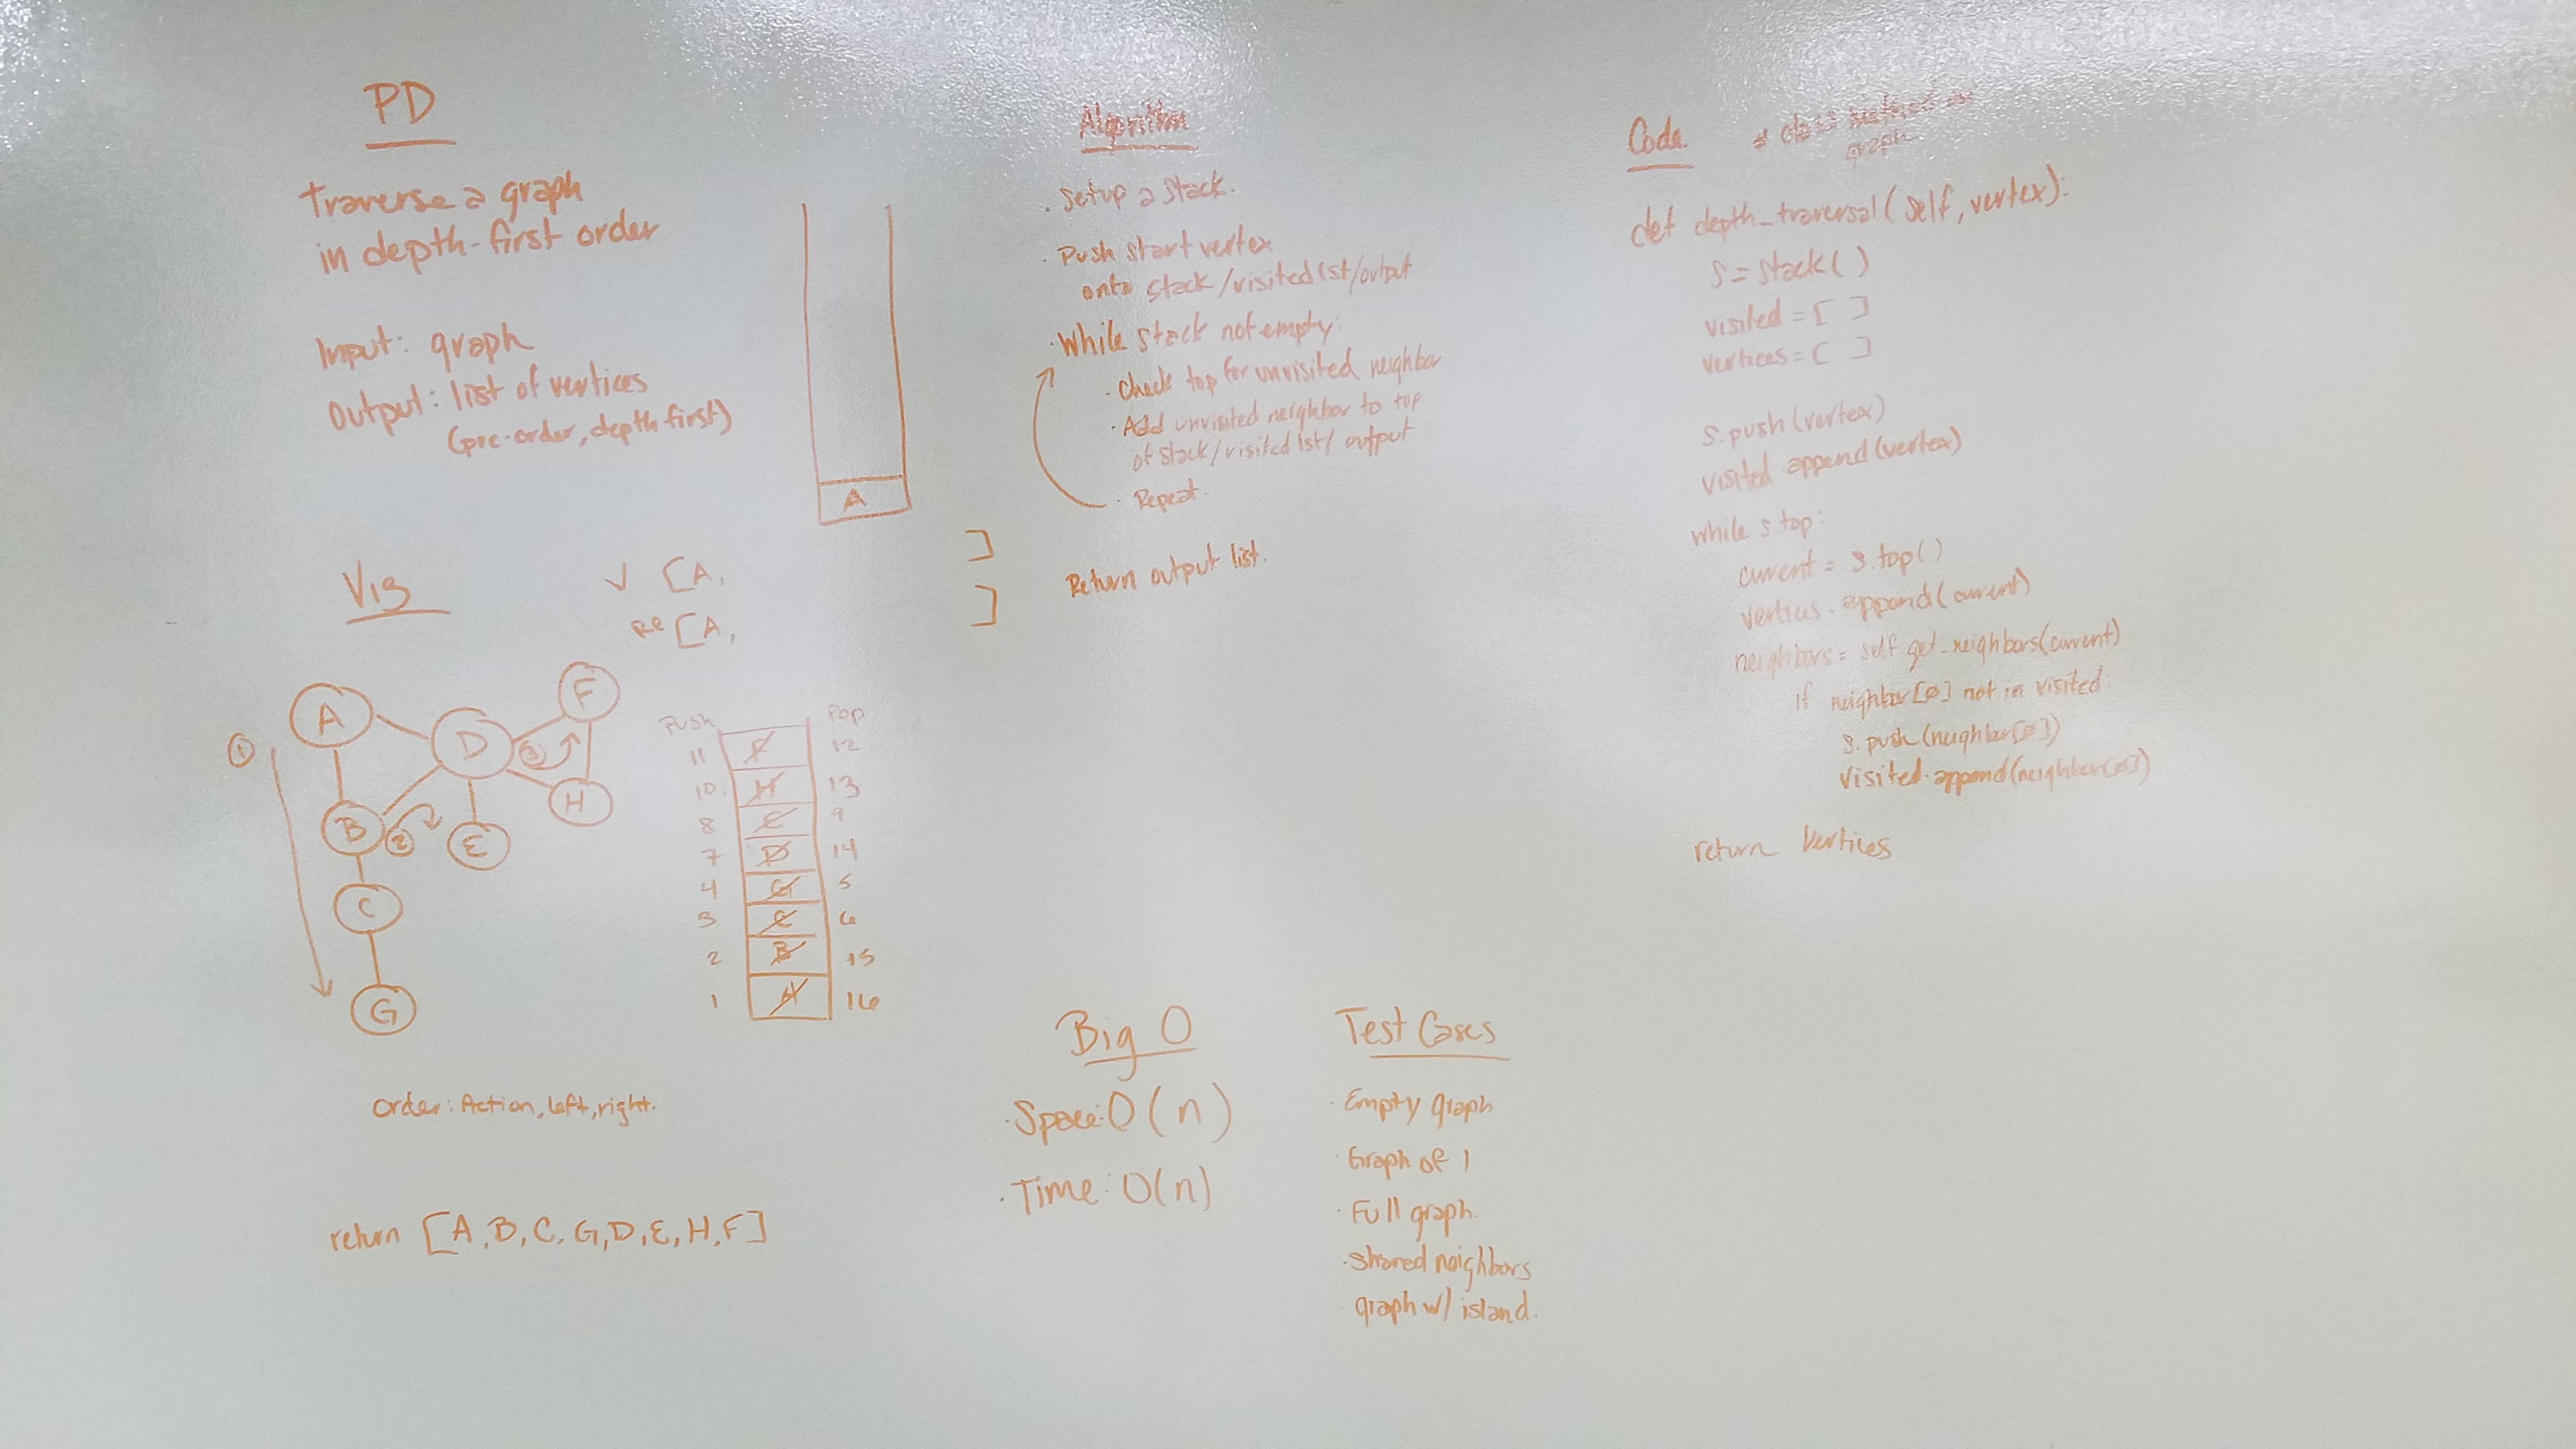 PD
Traverse a graph
in depth-first order
Input: graph
Output: list of vertices
(pre-order, depth first)
A
Vis
√ [A, ]
Re [A, ]
A
F
D
①
③
H
B
②
E
C
G
Push Pop
11 F 12
10 H 13
8 E 9
7 D 14
4 G 5
3 C 6
2 B 15
1 A 16
Order: Action, left, right.
return [A, B, C, G, D, E, H, F]
Algorithm
· Setup a Stack.
· Push start vertex
onto stack/visited lst/output
· While stack not empty:
· Check top for unvisited neighbor
· Add unvisited neighbor to top
of stack/visited lst/ output
· Repeat
Return output list.
Big O
· Space: O(n)
· Time: O(n)
Test Cases
· Empty graph
· Graph of 1
· Full graph.
· Shared neighbors
· graph w/ island.
Code
* class method on
graph
def depth_traversal(self, vertex):
S = Stack( )
visited = [ ]
vertices = [ ]
S.push(vertex)
visited.append(vertex)
while s.top:
current = s.top()
vertices.append(current)
neighbors = self.get_neighbors(current)
if neighbor[0] not in visited:
s.push(neighbor[0])
visited.append(neighbor[0])
return vertices